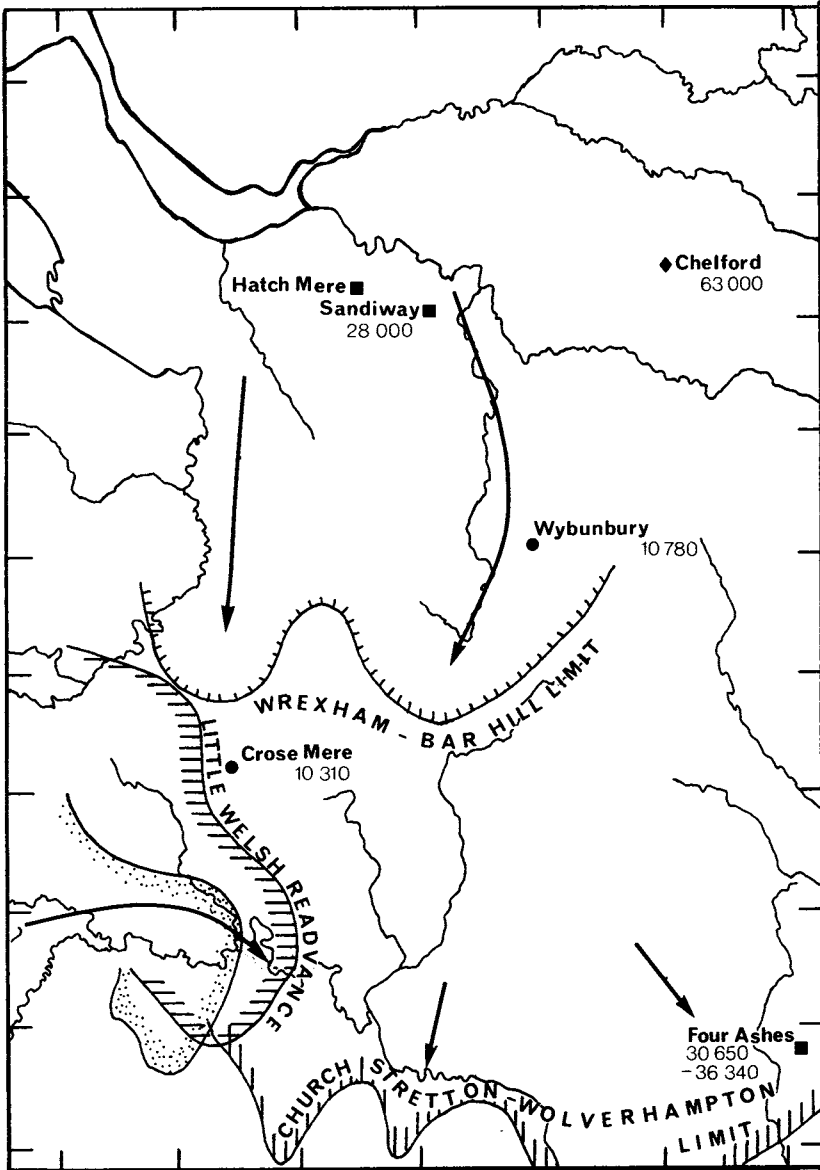 Chelford
63 000
Hatch Mere
Sandiway
28 000
Wybunbury
10 780
WREXHAM - BAR HILL LIMIT
Crose Mere
10 310
LITTLE WELSH READVANCE
Four Ashes
30 650
-36 340
CHURCH STRETTON-WOLVERHAMPTON
LIMIT